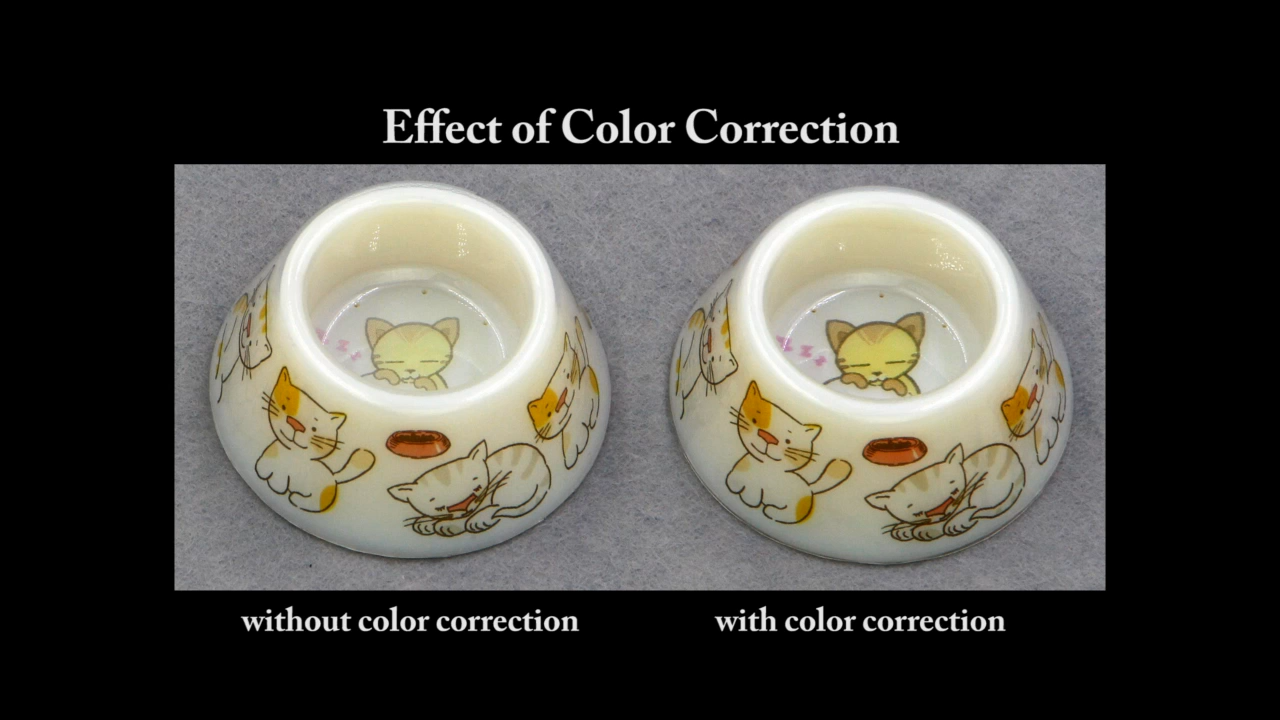 Effect of Color Correction
z z z
z z z
without color correction
with color correction